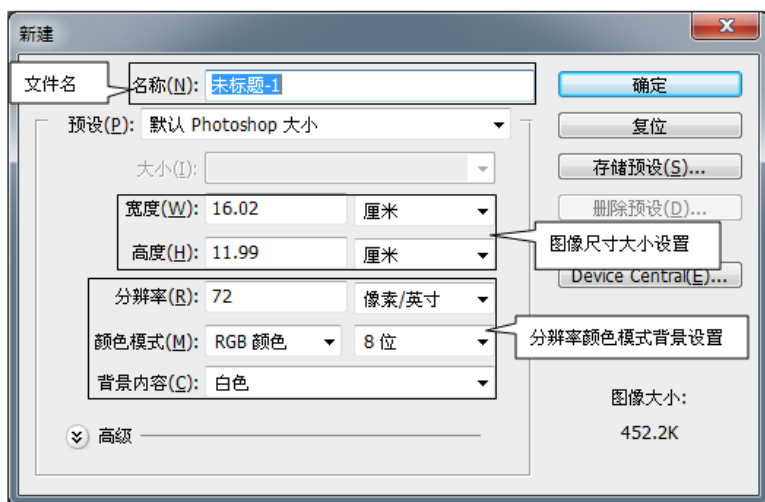 新建
文件名
名称(N): 未标题-1
确定
预设(P): 默认 Photoshop 大小
复位
大小(I):
存储预设(S)...
宽度(W): 16.02 厘米
删除预设(D)...
高度(H): 11.99 厘米
图像尺寸大小设置
Device Central(E)...
分辨率(R): 72 像素/英寸
颜色模式(M): RGB 颜色 8 位
分辨率颜色模式背景设置
背景内容(C): 白色
图像大小:
高级
452.2K